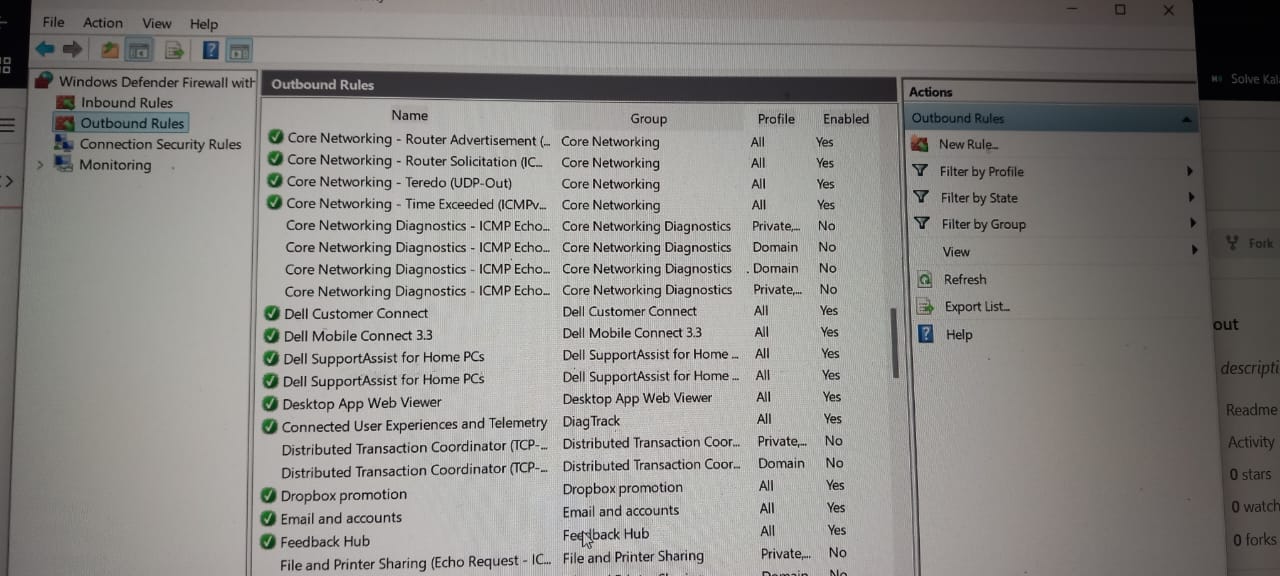 File Action View Help
Windows Defender Firewall with
Inbound Rules
Outbound Rules
Connection Security Rules
Monitoring
Outbound Rules
Name Group Profile Enabled
Core Networking - Router Advertisement (... Core Networking All Yes
Core Networking - Router Solicitation (IC... Core Networking All Yes
Core Networking - Teredo (UDP-Out) Core Networking All Yes
Core Networking - Time Exceeded (ICMPv... Core Networking All Yes
Core Networking Diagnostics - ICMP Echo... Core Networking Diagnostics Private,... No
Core Networking Diagnostics - ICMP Echo... Core Networking Diagnostics Domain No
Core Networking Diagnostics - ICMP Echo... Core Networking Diagnostics Domain No
Core Networking Diagnostics - ICMP Echo... Core Networking Diagnostics Private,... No
Dell Customer Connect Dell Customer Connect All Yes
Dell Mobile Connect 3.3 Dell Mobile Connect 3.3 All Yes
Dell SupportAssist for Home PCs Dell SupportAssist for Home ... All Yes
Dell SupportAssist for Home PCs Dell SupportAssist for Home ... All Yes
Desktop App Web Viewer Desktop App Web Viewer All Yes
Connected User Experiences and Telemetry DiagTrack All Yes
Distributed Transaction Coordinator (TCP-... Distributed Transaction Coor... Private,... No
Distributed Transaction Coordinator (TCP-... Distributed Transaction Coor... Domain No
Dropbox promotion Dropbox promotion All Yes
Email and accounts Email and accounts All Yes
Feedback Hub Feedback Hub All Yes
File and Printer Sharing (Echo Request - IC... File and Printer Sharing Private,... No
Domain No
Actions
Outbound Rules
New Rule...
Filter by Profile
Filter by State
Filter by Group
View
Refresh
Export List...
Help
Solve Kal
Fork
out
descripti
Readme
Activity
0 stars
0 watch
0 forks